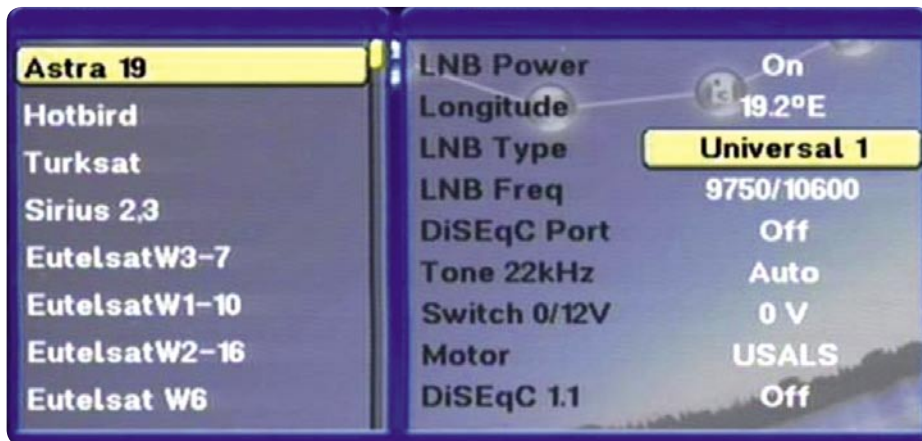 Astra 19
Hotbird
Turksat
Sirius 2,3
EutelsatW3-7
EutelsatW1-10
EutelsatW2-16
Eutelsat W6
LNB Power On
Longitude 19.2ºE
LNB Type Universal 1
LNB Freq 9750/10600
DiSEqC Port Off
Tone 22kHz Auto
Switch 0/12V 0 V
Motor USALS
DiSEqC 1.1 Off